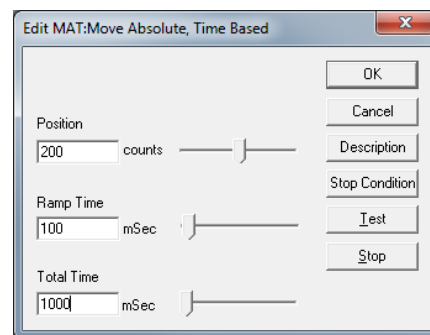 Edit MAT:Move Absolute, Time Based
OK
Cancel
Position
200 counts
Description
Stop Condition
Ramp Time
100 mSec
Test
Stop
Total Time
1000 mSec